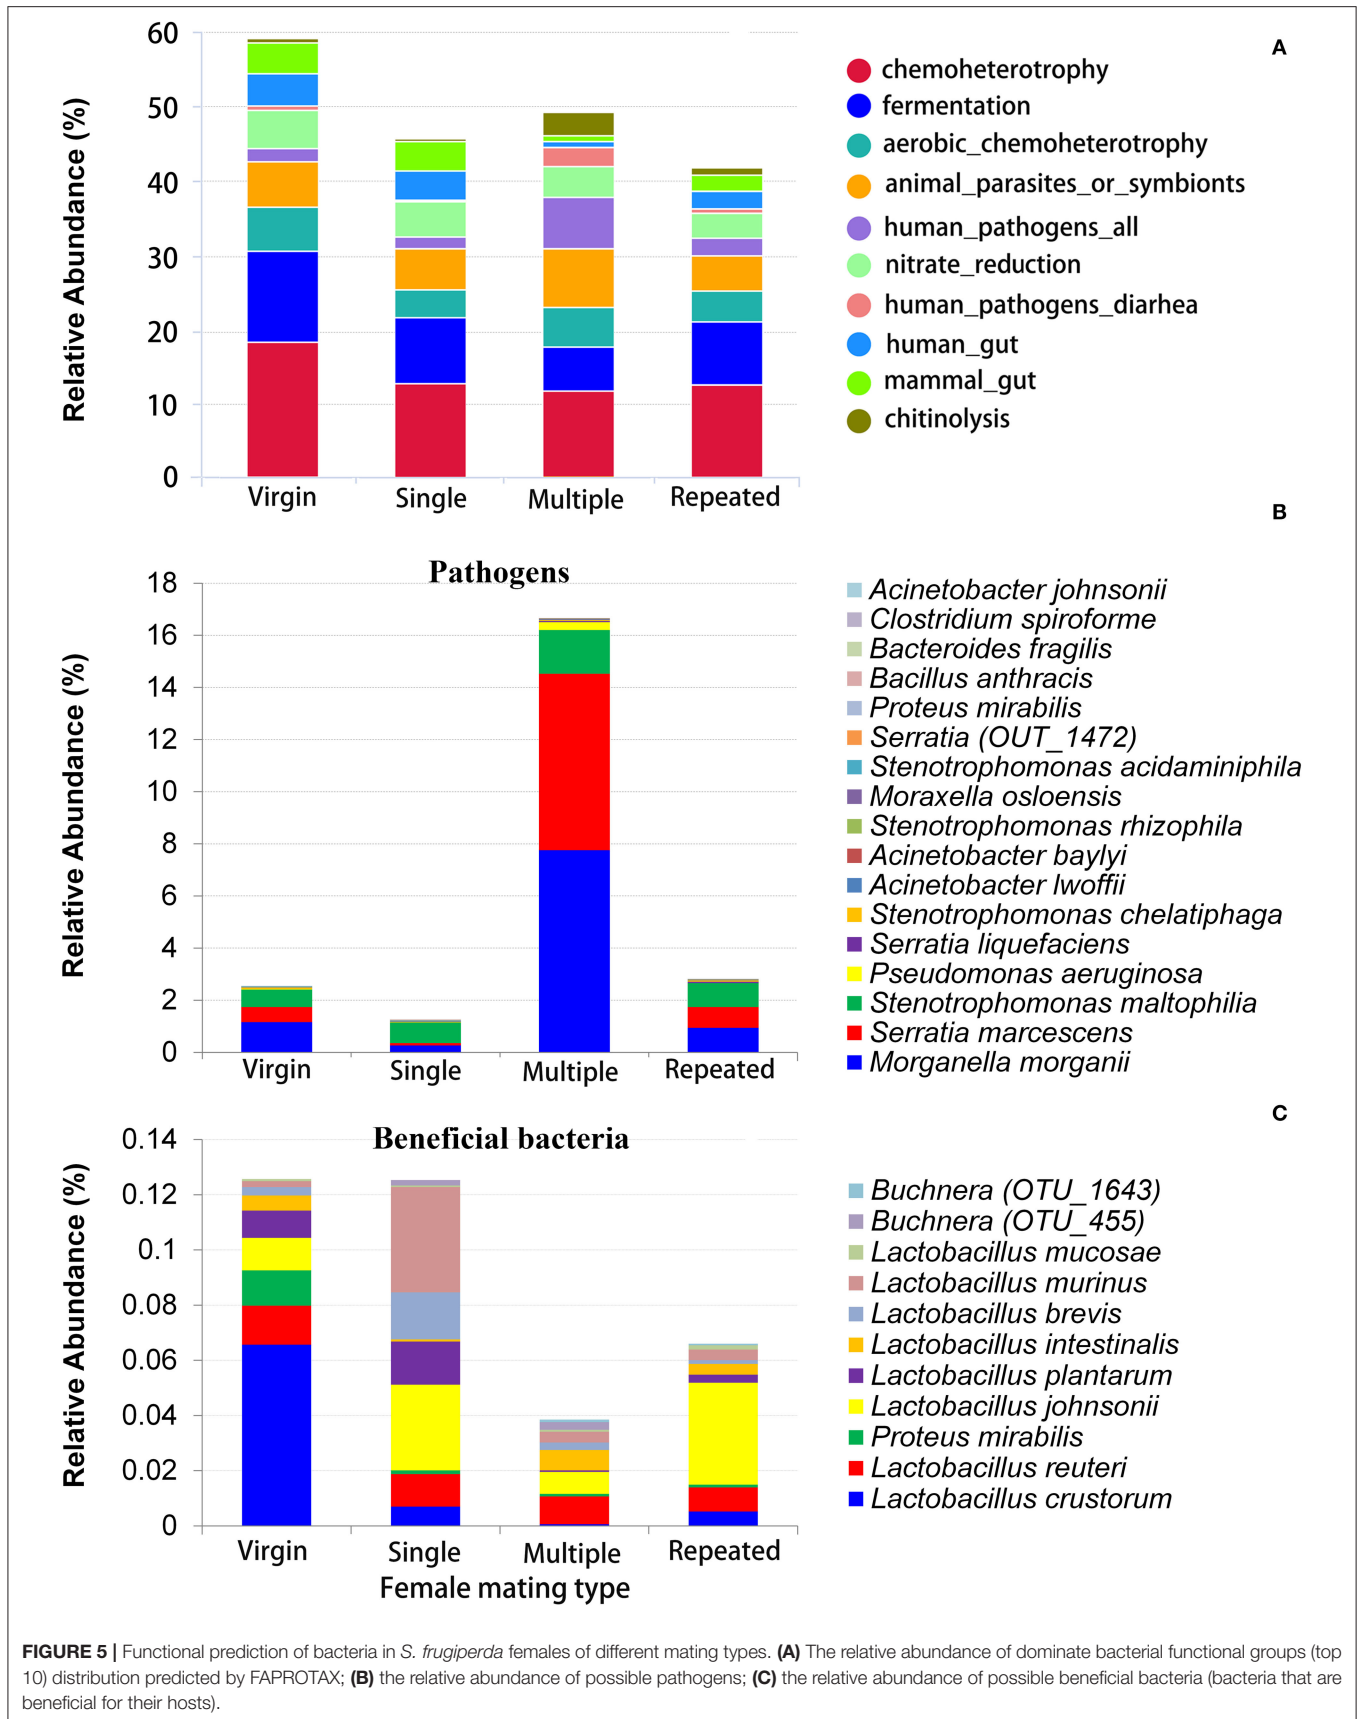 A
60
50
40
30
20
10
0
Relative Abundance (%)
Virgin
Single
Multiple
Repeated
chemoheterotrophy
fermentation
aerobic_chemoheterotrophy
animal_parasites_or_symbionts
human_pathogens_all
nitrate_reduction
human_pathogens_diarhea
human_gut
mammal_gut
chitinolysis
B
Pathogens
18
16
14
12
10
8
6
4
2
0
Relative Abundance (%)
Virgin
Single
Multiple
Repeated
Acinetobacter johnsonii
Clostridium spiroforme
Bacteroides fragilis
Bacillus anthracis
Proteus mirabilis
Serratia (OUT_1472)
Stenotrophomonas acidaminiphila
Moraxella osloensis
Stenotrophomonas rhizophila
Acinetobacter baylyi
Acinetobacter lwoffii
Stenotrophomonas chelatiphaga
Serratia liquefaciens
Pseudomonas aeruginosa
Stenotrophomonas maltophilia
Serratia marcescens
Morganella morganii
C
Beneficial bacteria
0.14
0.12
0.1
0.08
0.06
0.04
0.02
0
Relative Abundance (%)
Virgin
Single
Multiple
Repeated
Female mating type
Buchnera (OTU_1643)
Buchnera (OTU_455)
Lactobacillus mucosae
Lactobacillus murinus
Lactobacillus brevis
Lactobacillus intestinalis
Lactobacillus plantarum
Lactobacillus johnsonii
Proteus mirabilis
Lactobacillus reuteri
Lactobacillus crustorum
FIGURE 5 | Functional prediction of bacteria in S. frugiperda females of different mating types. (A) The relative abundance of dominate bacterial functional groups (top
10) distribution predicted by FAPROTAX; (B) the relative abundance of possible pathogens; (C) the relative abundance of possible beneficial bacteria (bacteria that are
beneficial for their hosts).